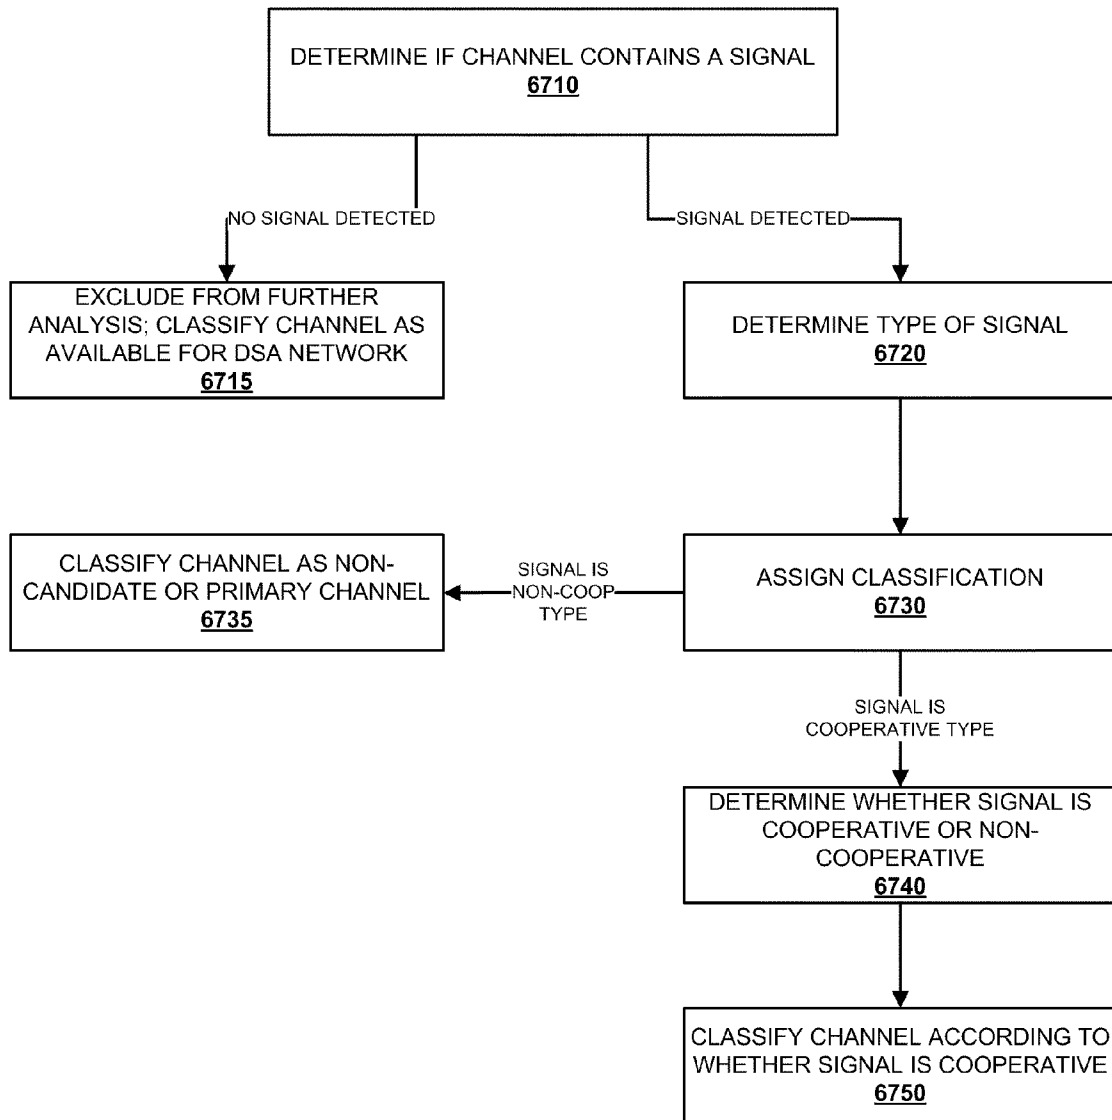 DETERMINE IF CHANNEL CONTAINS A SIGNAL
6710
NO SIGNAL DETECTED
SIGNAL DETECTED
EXCLUDE FROM FURTHER
ANALYSIS; CLASSIFY CHANNEL AS
AVAILABLE FOR DSA NETWORK
6715
DETERMINE TYPE OF SIGNAL
6720
CLASSIFY CHANNEL AS NON-
CANDIDATE OR PRIMARY CHANNEL
6735
SIGNAL IS
NON-COOP
TYPE
ASSIGN CLASSIFICATION
6730
SIGNAL IS
COOPERATIVE TYPE
DETERMINE WHETHER SIGNAL IS
COOPERATIVE OR NON-
COOPERATIVE
6740
CLASSIFY CHANNEL ACCORDING TO
WHETHER SIGNAL IS COOPERATIVE
6750